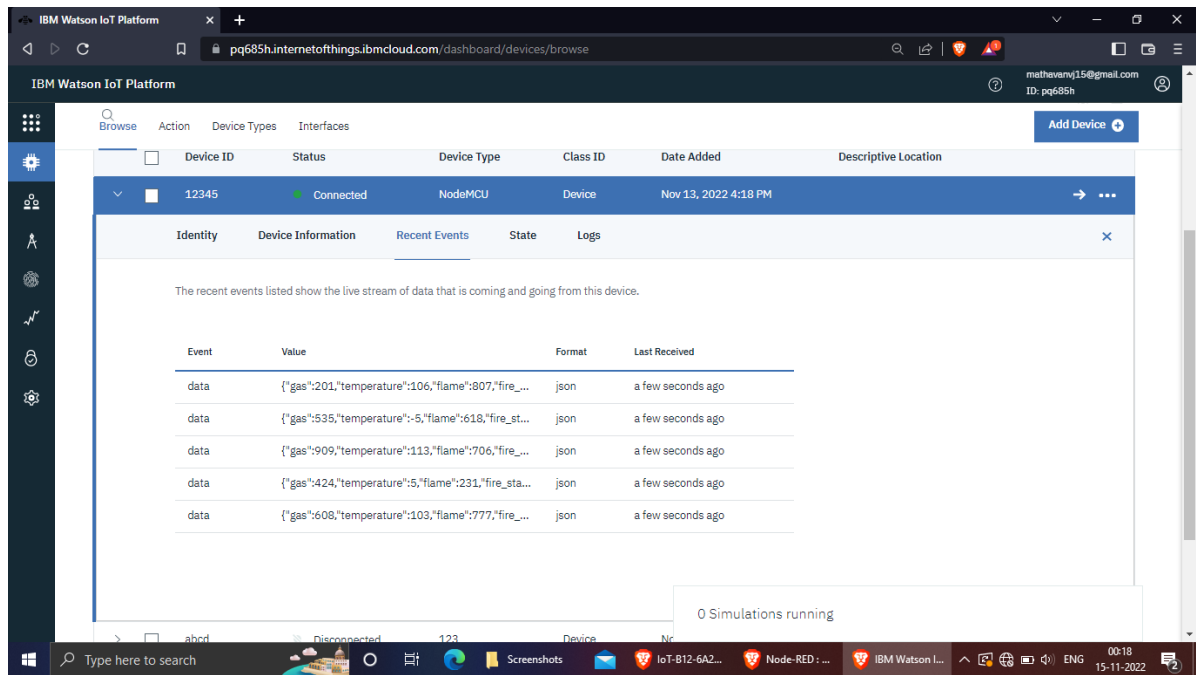 IBM Watson IoT Platform
pq685h.internetofthings.ibmcloud.com/dashboard/devices/browse
IBM Watson IoT Platform
mathavanvj15@gmail.com
ID: pq685h
Browse Action Device Types Interfaces
Add Device
Device ID Status Device Type Class ID Date Added Descriptive Location
12345 Connected NodeMCU Device Nov 13, 2022 4:18 PM
Identity Device Information Recent Events State Logs
The recent events listed show the live stream of data that is coming and going from this device.
Event Value Format Last Received
data {"gas":201,"temperature":106,"flame":807,"fire_... json a few seconds ago
data {"gas":535,"temperature":-5,"flame":618,"fire_st... json a few seconds ago
data {"gas":909,"temperature":113,"flame":706,"fire_... json a few seconds ago
data {"gas":424,"temperature":5,"flame":231,"fire_sta... json a few seconds ago
data {"gas":608,"temperature":103,"flame":777,"fire_... json a few seconds ago
0 Simulations running
abcd Disconnected 123 Device
Type here to search
Screenshots
IoT-B12-6A2...
Node-RED : ...
IBM Watson I...
ENG
00:18
15-11-2022
2